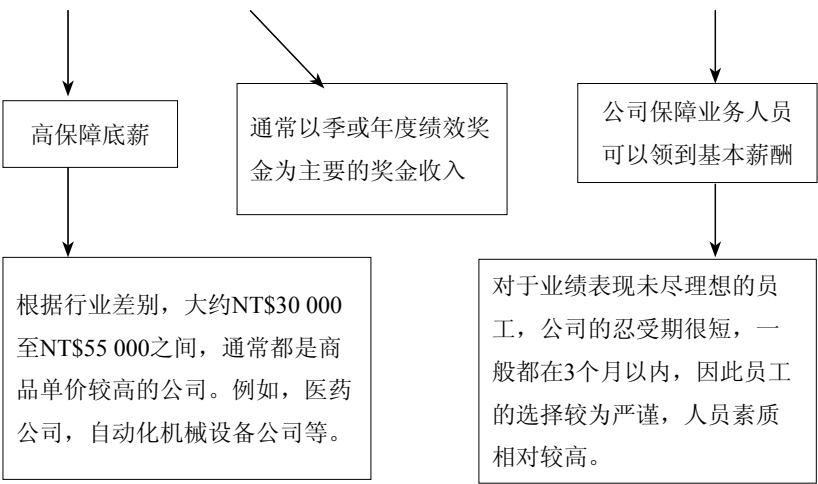 高保障底薪
通常以季或年度绩效奖
金为主要的奖金收入
公司保障业务人员
可以领到基本薪酬
根据行业差别，大约NT$30 000
至NT$55 000之间，通常都是商
品单价较高的公司。例如，医药
公司，自动化机械设备公司等。
对于业绩表现未尽理想的员
工，公司的忍受期很短，一
般都在3个月以内，因此员工
的选择较为严谨，人员素质
相对较高。